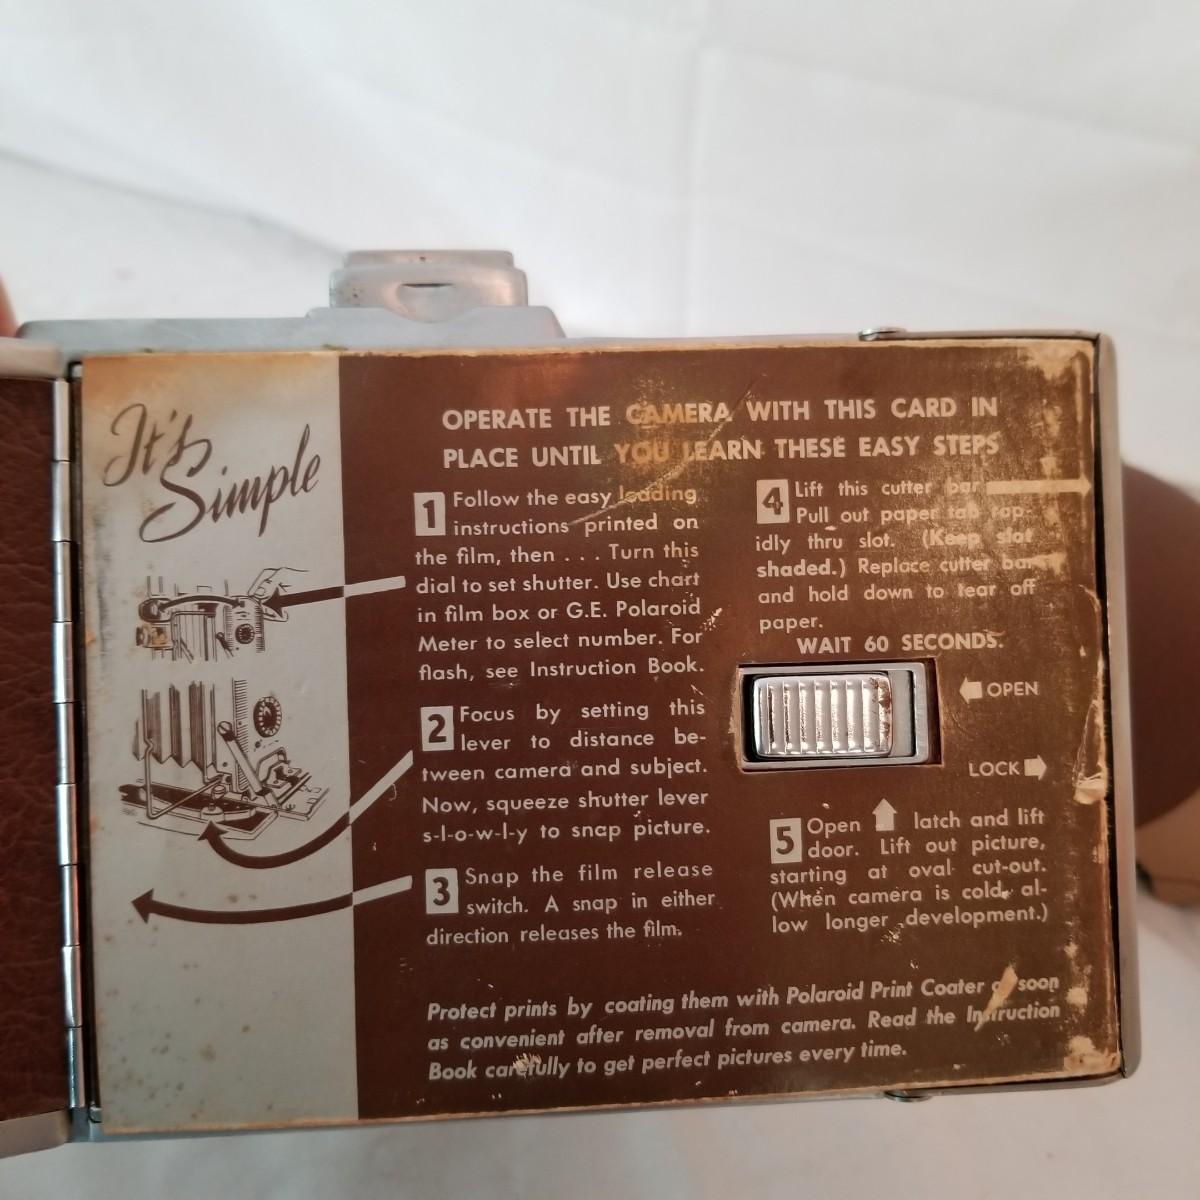 It's
Simple
OPERATE THE CAMERA WITH THIS CARD IN
PLACE UNTIL YOU LEARN THESE EASY STEPS
1 Follow the easy loading
instructions printed on
the film, then . . . Turn this
dial to set shutter. Use chart
in film box or G.E. Polaroid
Meter to select number. For
flash, see Instruction Book.
2 Focus by setting this
lever to distance be-
tween camera and subject.
Now, squeeze shutter lever
s-l-o-w-l-y to snap picture.
3 Snap the film release
switch. A snap in either
direction releases the film.
4 Lift this cutter bar
Pull out paper tab rap-
idly thru slot. (Keep slot
shaded.) Replace cutter bar
and hold down to tear off
paper.
WAIT 60 SECONDS.
OPEN
LOCK
5 Open latch and lift
door. Lift out picture,
starting at oval cut-out.
(When camera is cold, al-
low longer development.)
Protect prints by coating them with Polaroid Print Coater as soon
as convenient after removal from camera. Read the Instruction
Book carefully to get perfect pictures every time.